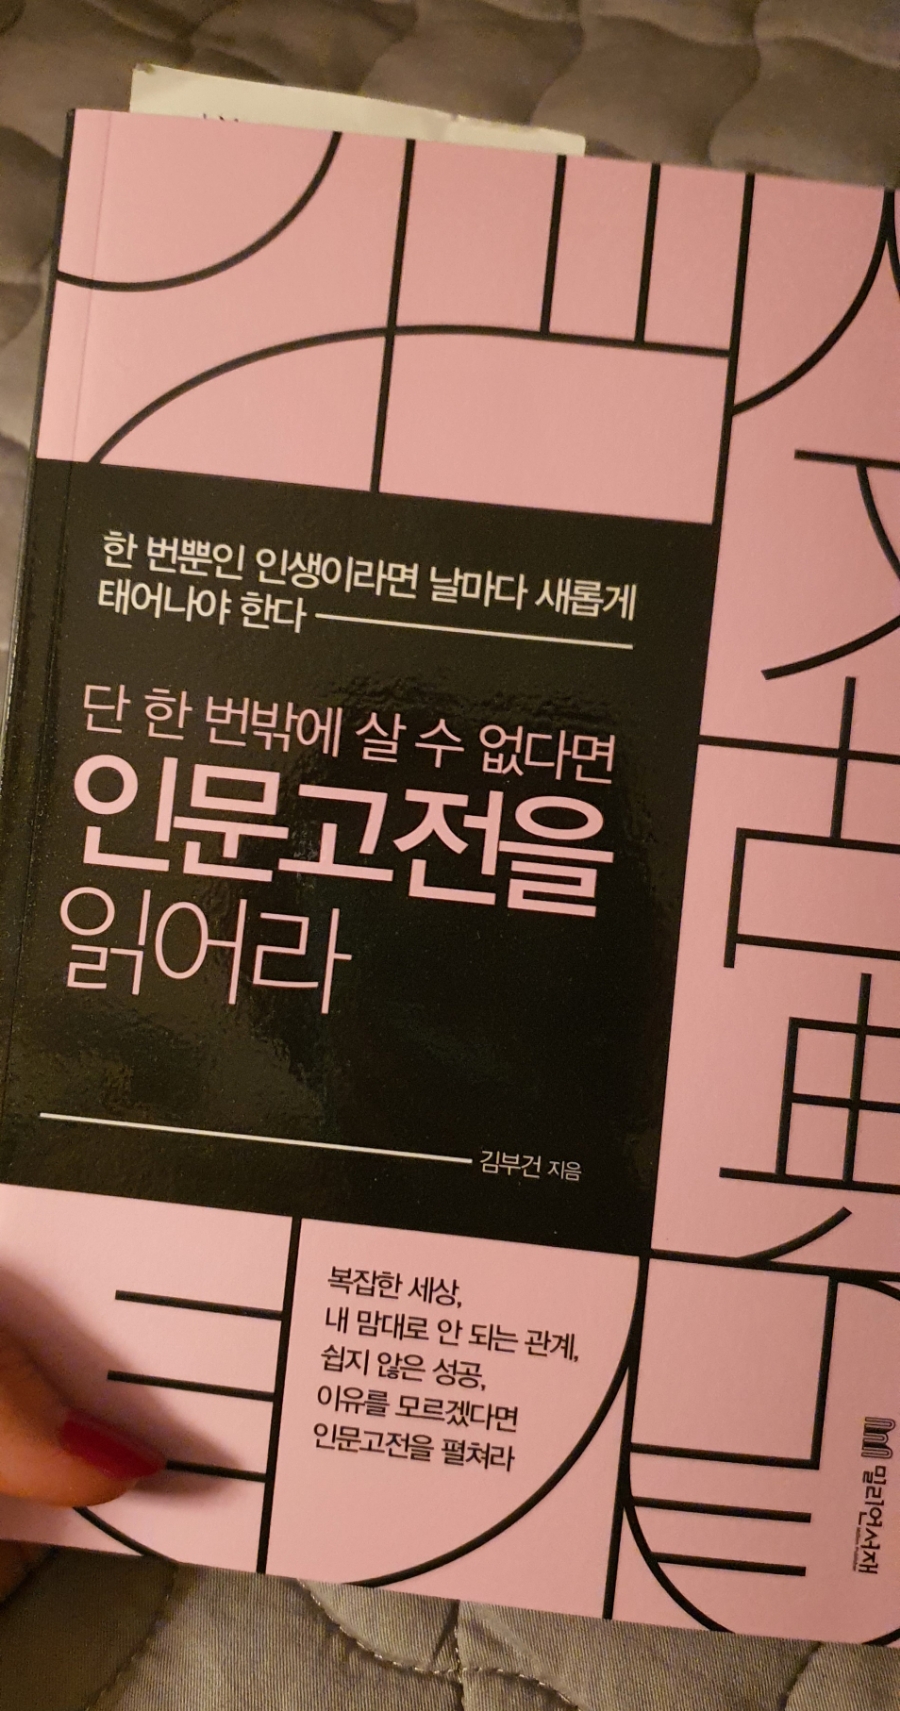 한 번뿐인 인생이라면 날마다 새롭게
태어나야 한다
단 한 번밖에 살 수 없다면
인문고전을
읽어라
김부건 지음
복잡한 세상,
내 맘대로 안 되는 관계,
쉽지 않은 성공,
이유를 모르겠다면
인문고전을 펼쳐라
밀리언서재